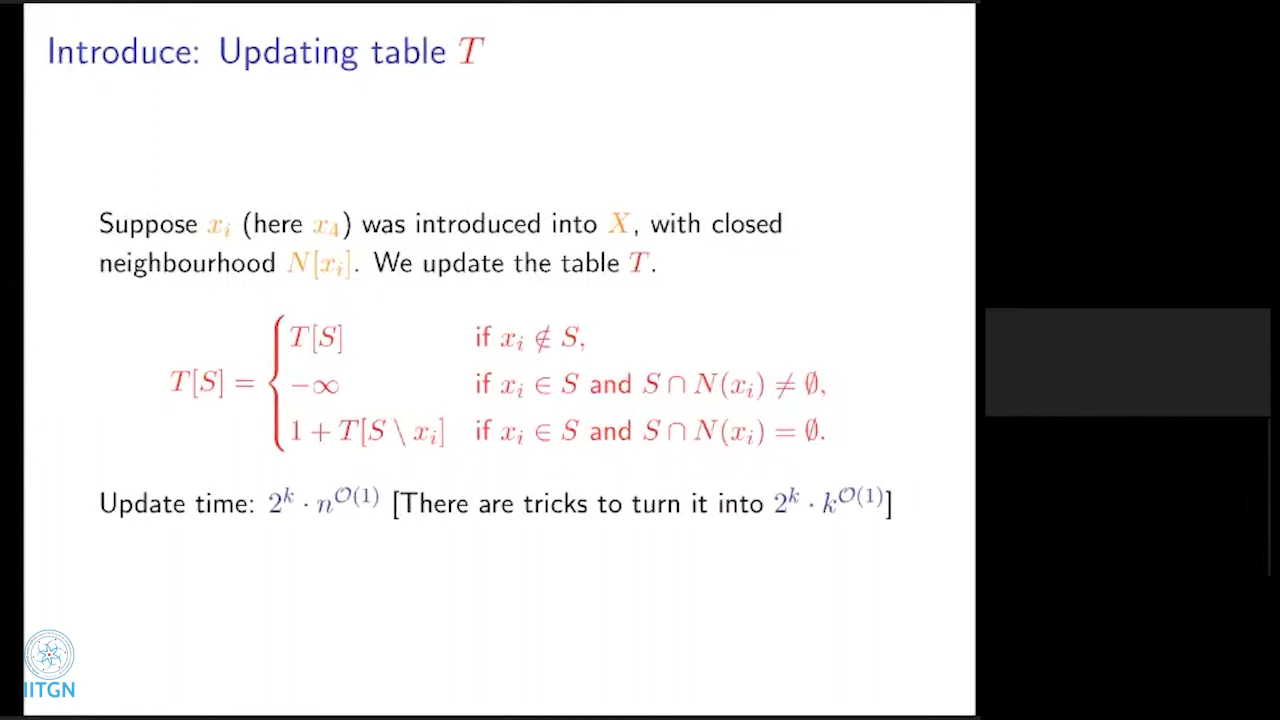 Introduce: Updating table T
Suppose x_i (here x_4) was introduced into X, with closed
neighbourhood N[x_i]. We update the table T.
T[S] = { T[S] if x_i ∉ S,
−∞ if x_i ∈ S and S ∩ N(x_i) ≠ ∅,
1 + T[S \ x_i] if x_i ∈ S and S ∩ N(x_i) = ∅.
Update time: 2^k · n^{O(1)} [There are tricks to turn it into 2^k · k^{O(1)}]
IITGN